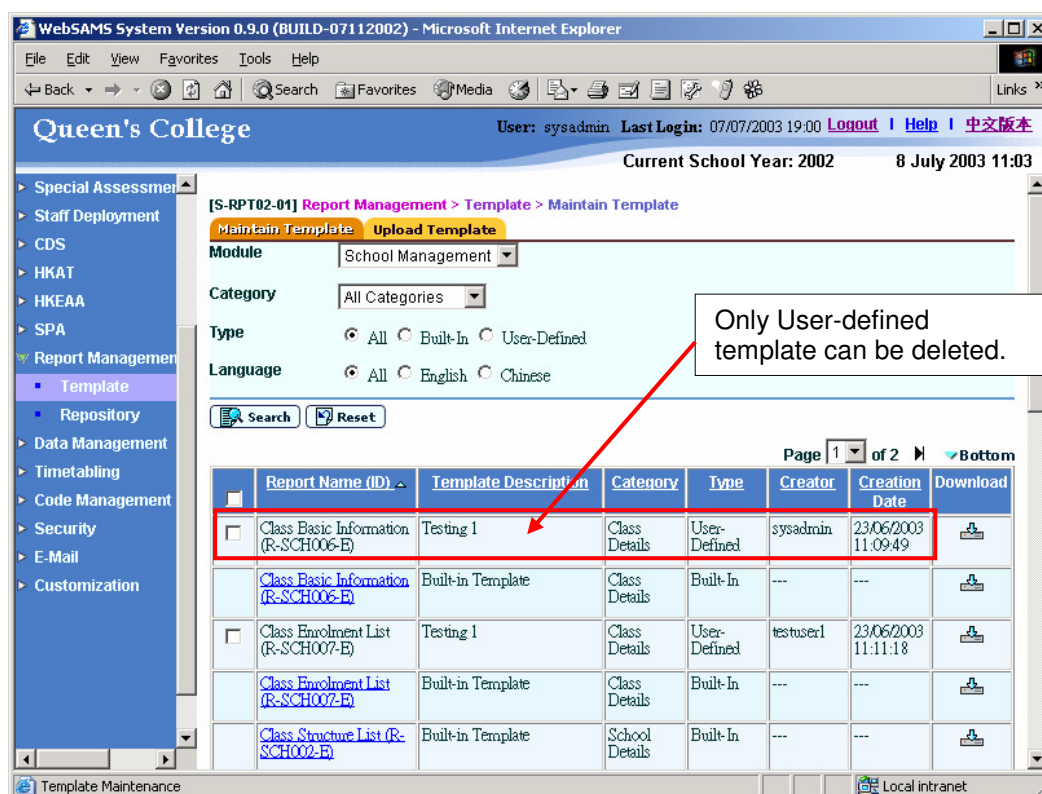 WebSAMS System Version 0.9.0 (BUILD-07112002) - Microsoft Internet Explorer
File Edit View Favorites Tools Help
Back Search Favorites Media Links »
Queen's College User: sysadmin Last Login: 07/07/2003 19:00 Logout | Help | 中文版本
Current School Year: 2002 8 July 2003 11:03
Special Assessmen
Staff Deployment
CDS
HKAT
HKEAA
SPA
Report Managemen
Template
Repository
Data Management
Timetabling
Code Management
Security
E-Mail
Customization
[S-RPT02-01] Report Management > Template > Maintain Template
Maintain Template Upload Template
Module School Management
Category All Categories
Type All Built-In User-Defined
Language All English Chinese
Only User-defined
template can be deleted.
Search Reset
Page 1 of 2 Bottom
Report Name (ID) Template Description Category Type Creator Creation Date Download
Class Basic Information (R-SCH006-E) Testing 1 Class Details User-Defined sysadmin 23/06/2003 11:09:49
Class Basic Information (R-SCH006-E) Built-in Template Class Details Built-In --- ---
Class Enrolment List (R-SCH007-E) Testing 1 Class Details User-Defined testuser1 23/06/2003 11:11:18
Class Enrolment List (R-SCH007-E) Built-in Template Class Details Built-In --- ---
Class Structure List (R-SCH002-E) Built-in Template School Details Built-In --- ---
Template Maintenance Local intranet